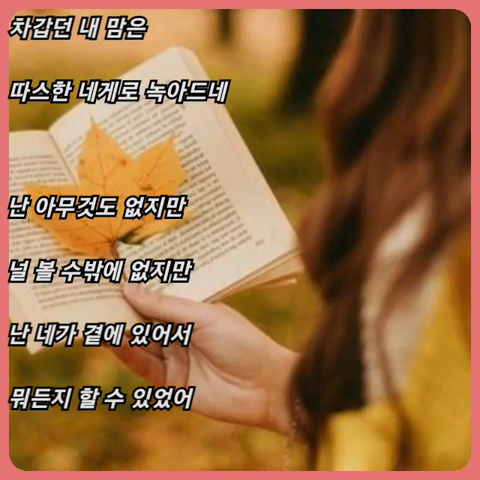 차갑던 내 맘은
따스한 네게로 녹아드네
난 아무것도 없지만
널 볼 수밖에 없지만
난 네가 곁에 있어서
뭐든지 할 수 있었어